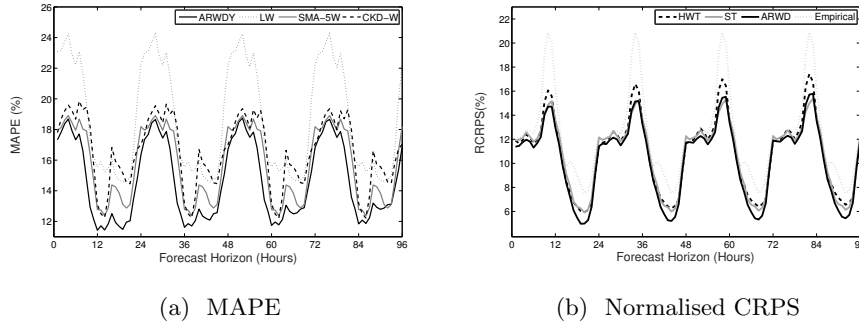 ARWDY LW SMA-5W CKD-W
26
24
22
20
18
16
14
12
MAPE (%)
0 12 24 36 48 60 72 84 96
Forecast Horizon (Hours)
(a) MAPE
HWT ST ARWD Empirical
22
20
18
16
14
12
10
8
6
RCRPS(%)
0 12 24 36 48 60 72 84 96
Forecast Horizon (Hours)
(b) Normalised CRPS